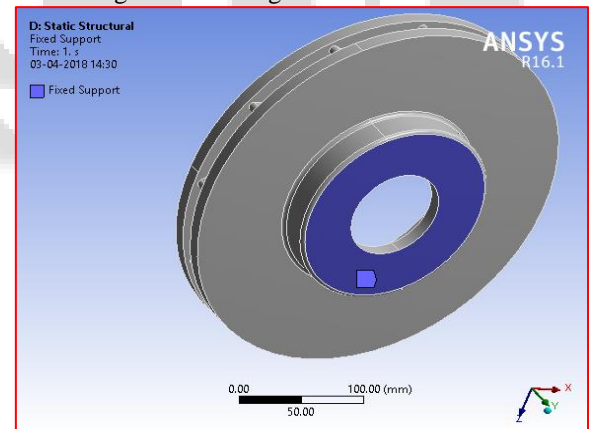 D: Static Structural
Fixed Support
Time: 1. s
03-04-2018 14:30
Fixed Support
ANSYS
R16.1
0.00
100.00 (mm)
50.00
X
Y
Z